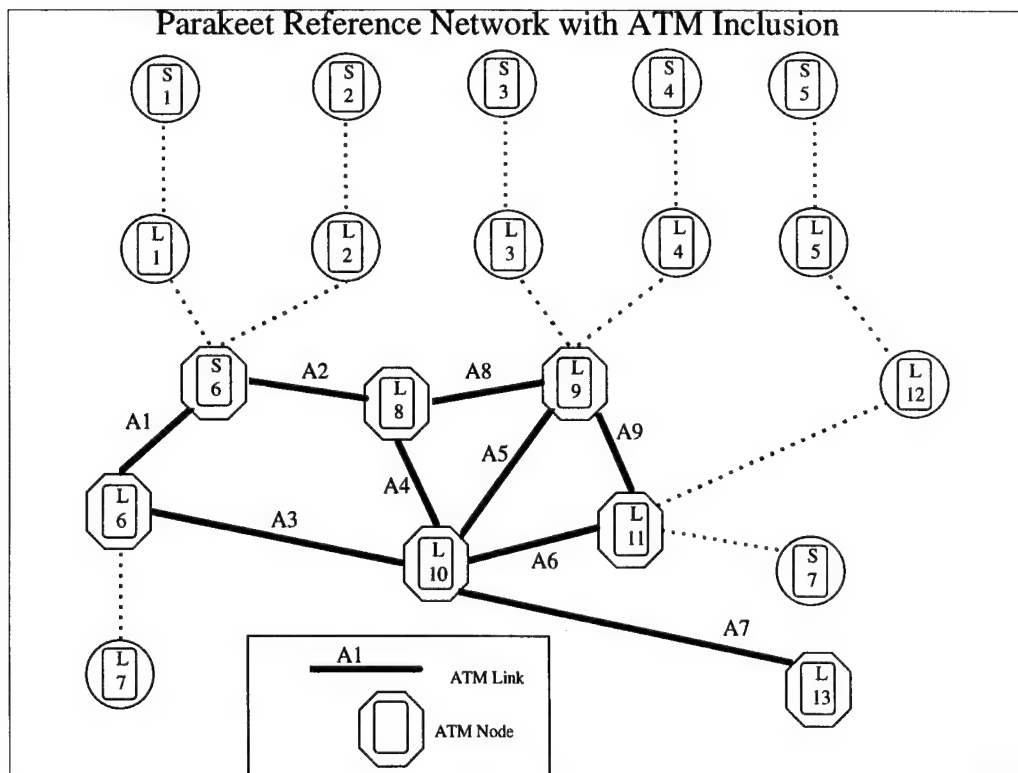 Parakeet Reference Network with ATM Inclusion
S
1
S
2
S
3
S
4
S
5
L
1
L
2
L
3
L
4
L
5
S
6
A2
L
8
A8
L
9
L
12
A1
A5
A9
A4
L
6
A3
L
10
A6
L
11
S
7
A7
L
7
L
13
A1
ATM Link
ATM Node